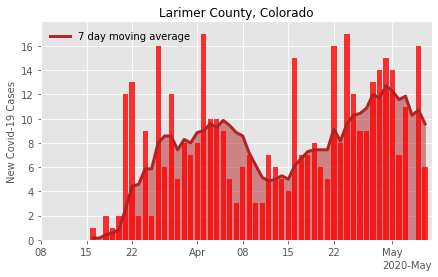 Larimer County, Colorado
7 day moving average
New Covid-19 Cases
16
14
12
10
8
6
4
2
0
08
15
22
Apr
08
15
22
May
2020-May